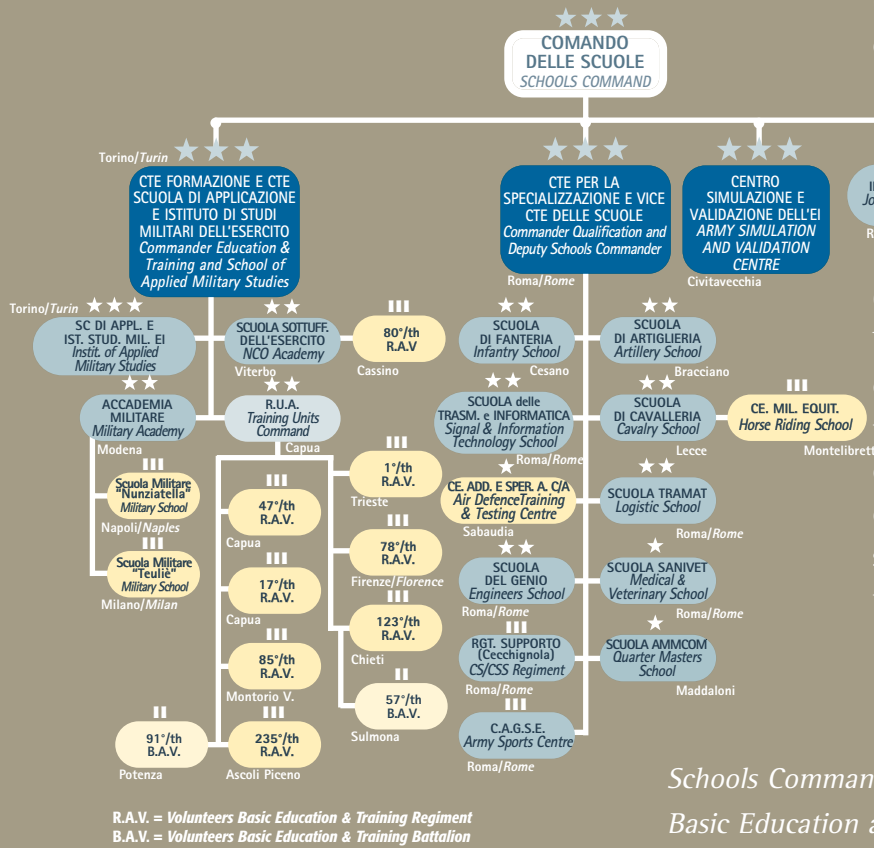 COMANDO
DELLE SCUOLE
SCHOOLS COMMAND
Torino/Turin
CTE FORMAZIONE E CTE
SCUOLA DI APPLICAZIONE
E ISTITUTO DI STUDI
MILITARI DELL'ESERCITO
Commander Education &
Training and School of
Applied Military Studies
CTE PER LA
SPECIALIZZAZIONE E VICE
CTE DELLE SCUOLE
Commander Qualification and
Deputy Schools Commander
Roma/Rome
CENTRO
SIMULAZIONE E
VALIDAZIONE DELL'EI
ARMY SIMULATION
AND VALIDATION
CENTRE
Civitavecchia
Jo
R
Torino/Turin
SC DI APPL. E
IST. STUD. MIL. EI
Instit. of Applied
Military Studies
SCUOLA SOTTUFF.
DELL'ESERCITO
NCO Academy
Viterbo
80°/th
R.A.V
Cassino
ACCADEMIA
MILITARE
Military Academy
Modena
R.U.A.
Training Units
Command
Capua
Scuola Militare
"Nunziatella"
Military School
Napoli/Naples
Scuola Militare
"Teuliè"
Military School
Milano/Milan
47°/th
R.A.V.
Capua
17°/th
R.A.V.
Capua
85°/th
R.A.V.
Montorio V.
91°/th
B.A.V.
Potenza
235°/th
R.A.V.
Ascoli Piceno
1°/th
R.A.V.
Trieste
78°/th
R.A.V.
Firenze/Florence
123°/th
R.A.V.
Chieti
57°/th
B.A.V.
Sulmona
SCUOLA
DI FANTERIA
Infantry School
Cesano
SCUOLA
DI ARTIGLIERIA
Artillery School
Bracciano
SCUOLA delle
TRASM. e INFORMATICA
Signal & Information
Technology School
Roma/Rome
SCUOLA
DI CAVALLERIA
Cavalry School
Lecce
CE. MIL. EQUIT.
Horse Riding School
Montelibrett
CE. ADD. E SPER. A. C/A
Air DefenceTraining
& Testing Centre
Sabaudia
SCUOLA TRAMAT
Logistic School
Roma/Rome
SCUOLA
DEL GENIO
Engineers School
Roma/Rome
SCUOLA SANIVET
Medical &
Veterinary School
Roma/Rome
RGT. SUPPORTO
(Cecchignola)
CS/CSS Regiment
Roma/Rome
SCUOLA AMMCOM
Quarter Masters
School
Maddaloni
C.A.G.S.E.
Army Sports Centre
Roma/Rome
R.A.V. = Volunteers Basic Education & Training Regiment
B.A.V. = Volunteers Basic Education & Training Battalion
Schools Comman
Basic Education a